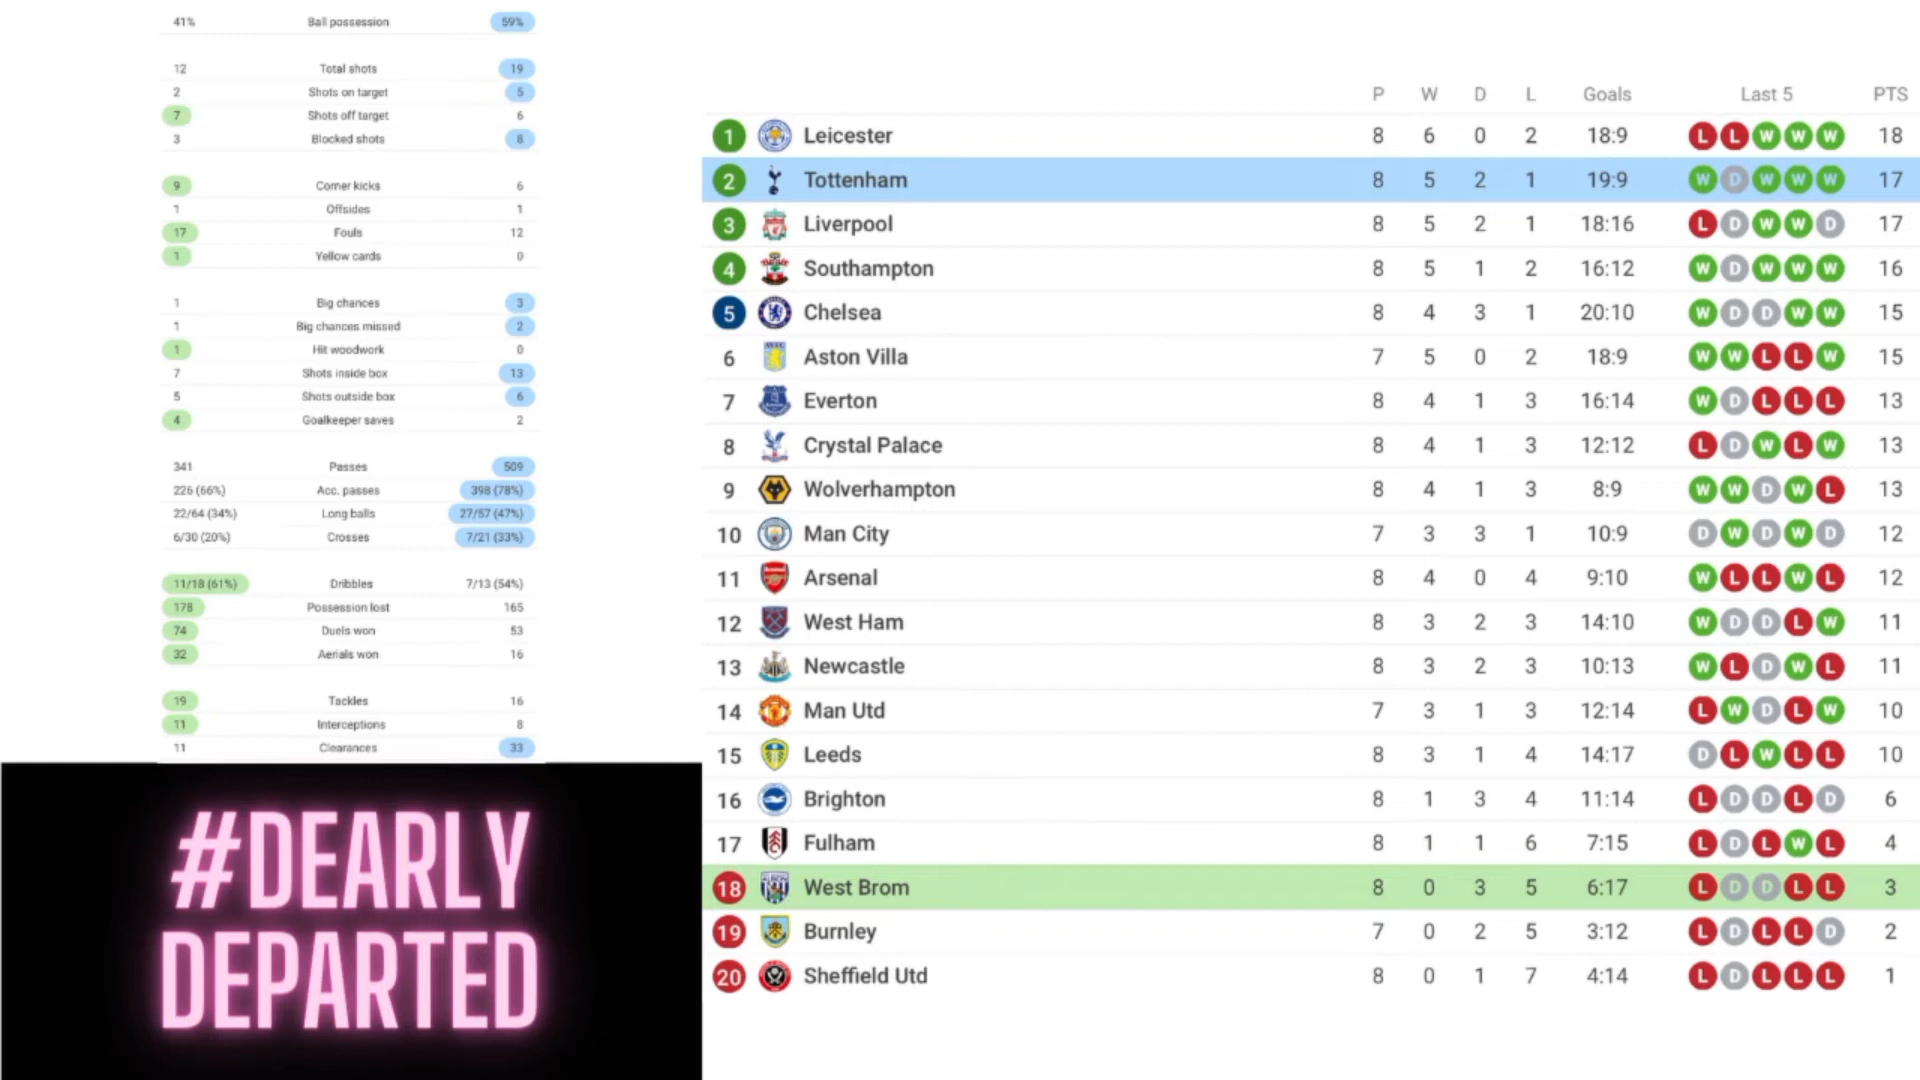 41% Ball possession 59%
12 Total shots 19
2 Shots on target 5
7 Shots off target 6
3 Blocked shots 8
9 Corner kicks 6
1 Offsides 1
17 Fouls 12
1 Yellow cards 0
1 Big chances 3
1 Big chances missed 2
1 Hit woodwork 0
7 Shots inside box 13
5 Shots outside box 6
4 Goalkeeper saves 2
341 Passes 509
226 (66%) Acc. passes 398 (78%)
22/64 (34%) Long balls 27/57 (47%)
6/30 (20%) Crosses 7/21 (33%)
11/18 (61%) Dribbles 7/13 (54%)
178 Possession lost 165
74 Duels won 53
32 Aerials won 16
19 Tackles 16
11 Interceptions 8
11 Clearances 33
#DEARLY
DEPARTED
P W D L Goals Last 5 PTS
1 Leicester 8 6 0 2 18:9 L L W W W 18
2 Tottenham 8 5 2 1 19:9 W D W W W 17
3 Liverpool 8 5 2 1 18:16 L D W W D 17
4 Southampton 8 5 1 2 16:12 W D W W W 16
5 Chelsea 8 4 3 1 20:10 W D D W W 15
6 Aston Villa 7 5 0 2 18:9 W W L L W 15
7 Everton 8 4 1 3 16:14 W D L L L 13
8 Crystal Palace 8 4 1 3 12:12 L D W L W 13
9 Wolverhampton 8 4 1 3 8:9 W W D W L 13
10 Man City 7 3 3 1 10:9 D W D W D 12
11 Arsenal 8 4 0 4 9:10 W L L W L 12
12 West Ham 8 3 2 3 14:10 W D D L W 11
13 Newcastle 8 3 2 3 10:13 W L D W L 11
14 Man Utd 7 3 1 3 12:14 L W D L W 10
15 Leeds 8 3 1 4 14:17 D L W L L 10
16 Brighton 8 1 3 4 11:14 L D D L D 6
17 Fulham 8 1 1 6 7:15 L D L W L 4
18 West Brom 8 0 3 5 6:17 L D D L L 3
19 Burnley 7 0 2 5 3:12 L D L L D 2
20 Sheffield Utd 8 0 1 7 4:14 L D L L L 1